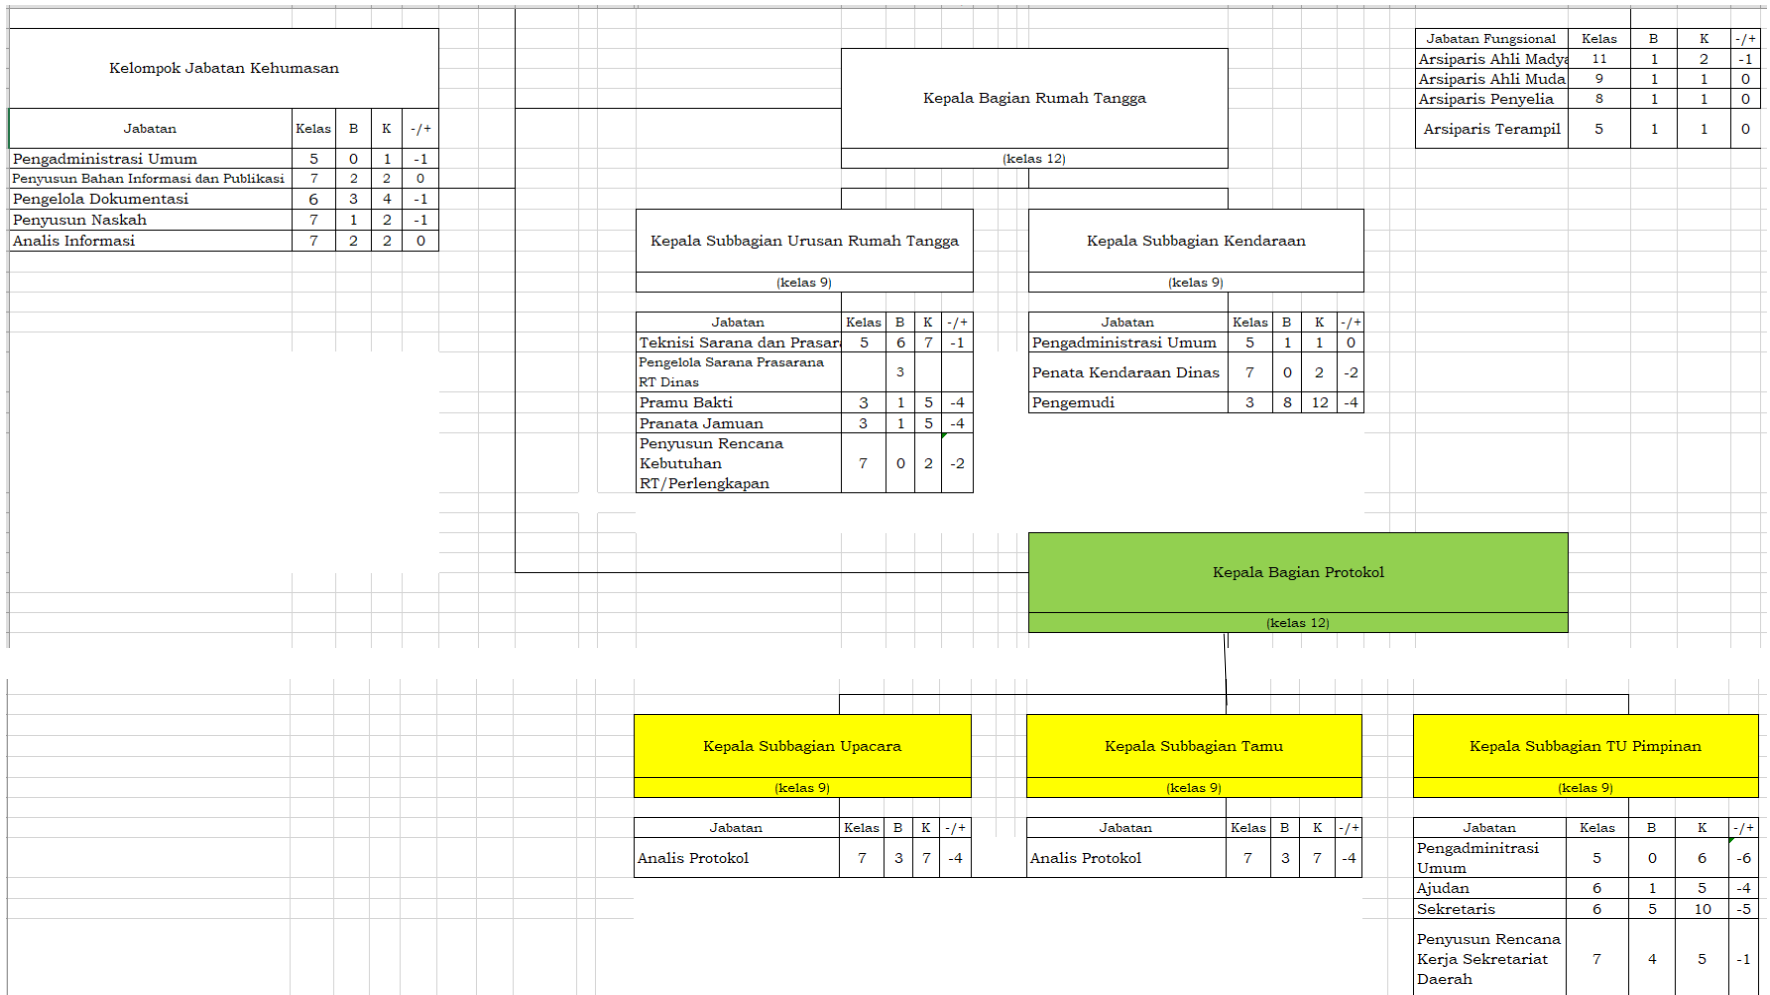 Kelompok Jabatan Kehumasan
Jabatan Kelas B K -/+
Pengadministrasi Umum 5 0 1 -1
Penyusun Bahan Informasi dan Publikasi 7 2 2 0
Pengelola Dokumentasi 6 3 4 -1
Penyusun Naskah 7 1 2 -1
Analis Informasi 7 2 2 0
Kepala Bagian Rumah Tangga
(kelas 12)
Jabatan Fungsional Kelas B K -/+
Arsiparis Ahli Madya 11 1 2 -1
Arsiparis Ahli Muda 9 1 1 0
Arsiparis Penyelia 8 1 1 0
Arsiparis Terampil 5 1 1 0
Kepala Subbagian Urusan Rumah Tangga
(kelas 9)
Jabatan Kelas B K -/+
Teknisi Sarana dan Prasar 5 6 7 -1
Pengelola Sarana Prasarana
RT Dinas 3
Pramu Bakti 3 1 5 -4
Pranata Jamuan 3 1 5 -4
Penyusun Rencana
Kebutuhan
RT/Perlengkapan 7 0 2 -2
Kepala Subbagian Kendaraan
(kelas 9)
Jabatan Kelas B K -/+
Pengadministrasi Umum 5 1 1 0
Penata Kendaraan Dinas 7 0 2 -2
Pengemudi 3 8 12 -4
Kepala Bagian Protokol
(kelas 12)
Kepala Subbagian Upacara
(kelas 9)
Jabatan Kelas B K -/+
Analis Protokol 7 3 7 -4
Kepala Subbagian Tamu
(kelas 9)
Jabatan Kelas B K -/+
Analis Protokol 7 3 7 -4
Kepala Subbagian TU Pimpinan
(kelas 9)
Jabatan Kelas B K -/+
Pengadminitrasi
Umum 5 0 6 -6
Ajudan 6 1 5 -4
Sekretaris 6 5 10 -5
Penyusun Rencana
Kerja Sekretariat
Daerah 7 4 5 -1